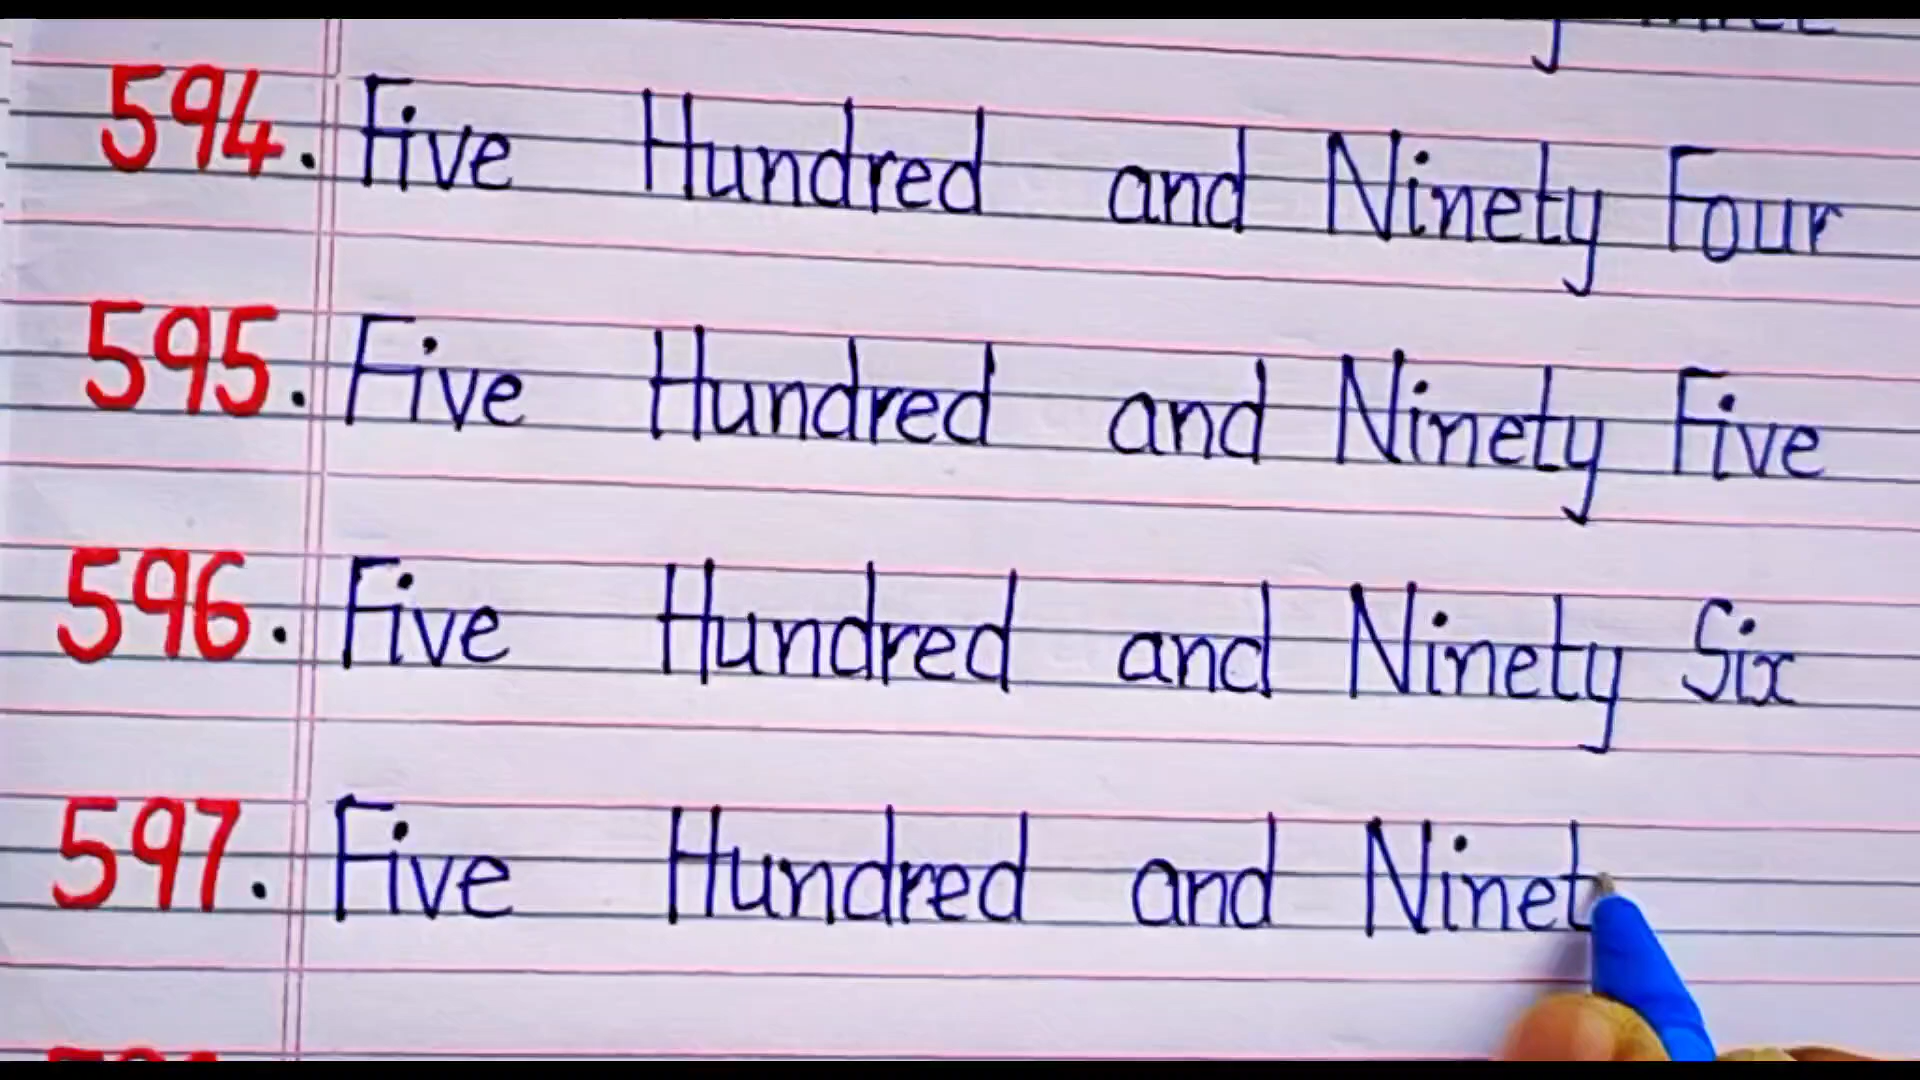 594. Five Hundred and Ninety Four
595. Five Hundred and Ninety Five
596. Five Hundred and Ninety Six
597. Five Hundred and Ninet